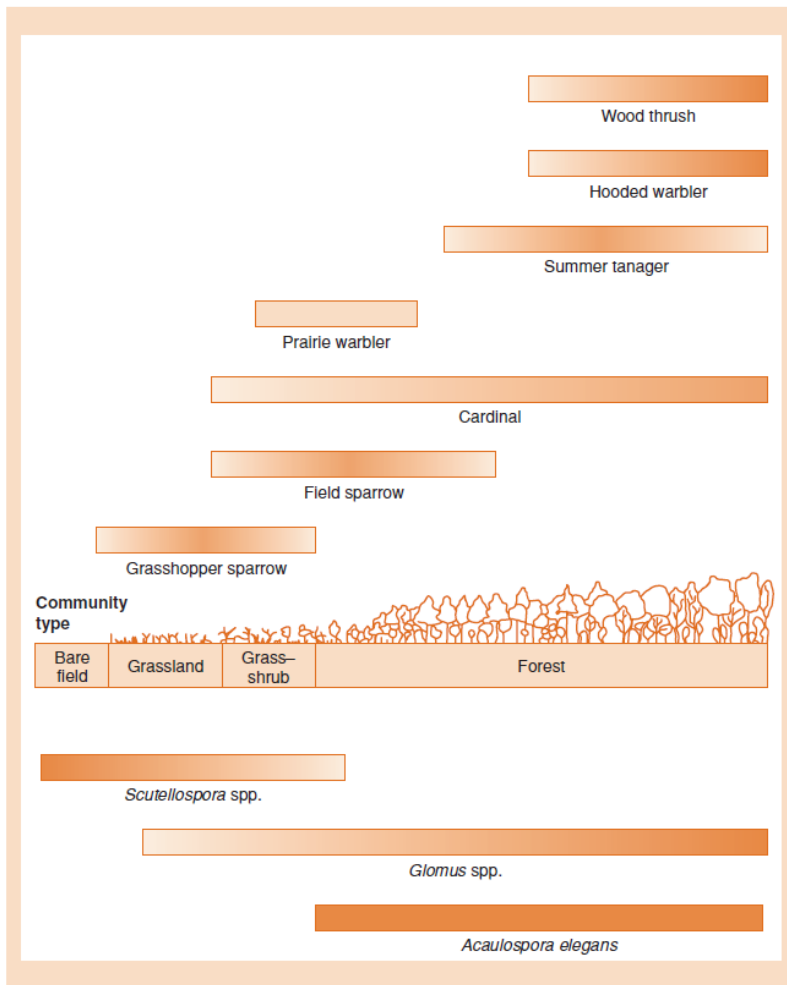 Wood thrush
Hooded warbler
Summer tanager
Prairie warbler
Cardinal
Field sparrow
Grasshopper sparrow
Community
type
Bare
field
Grassland
Grass–
shrub
Forest
Scutellospora spp.
Glomus spp.
Acaulospora elegans